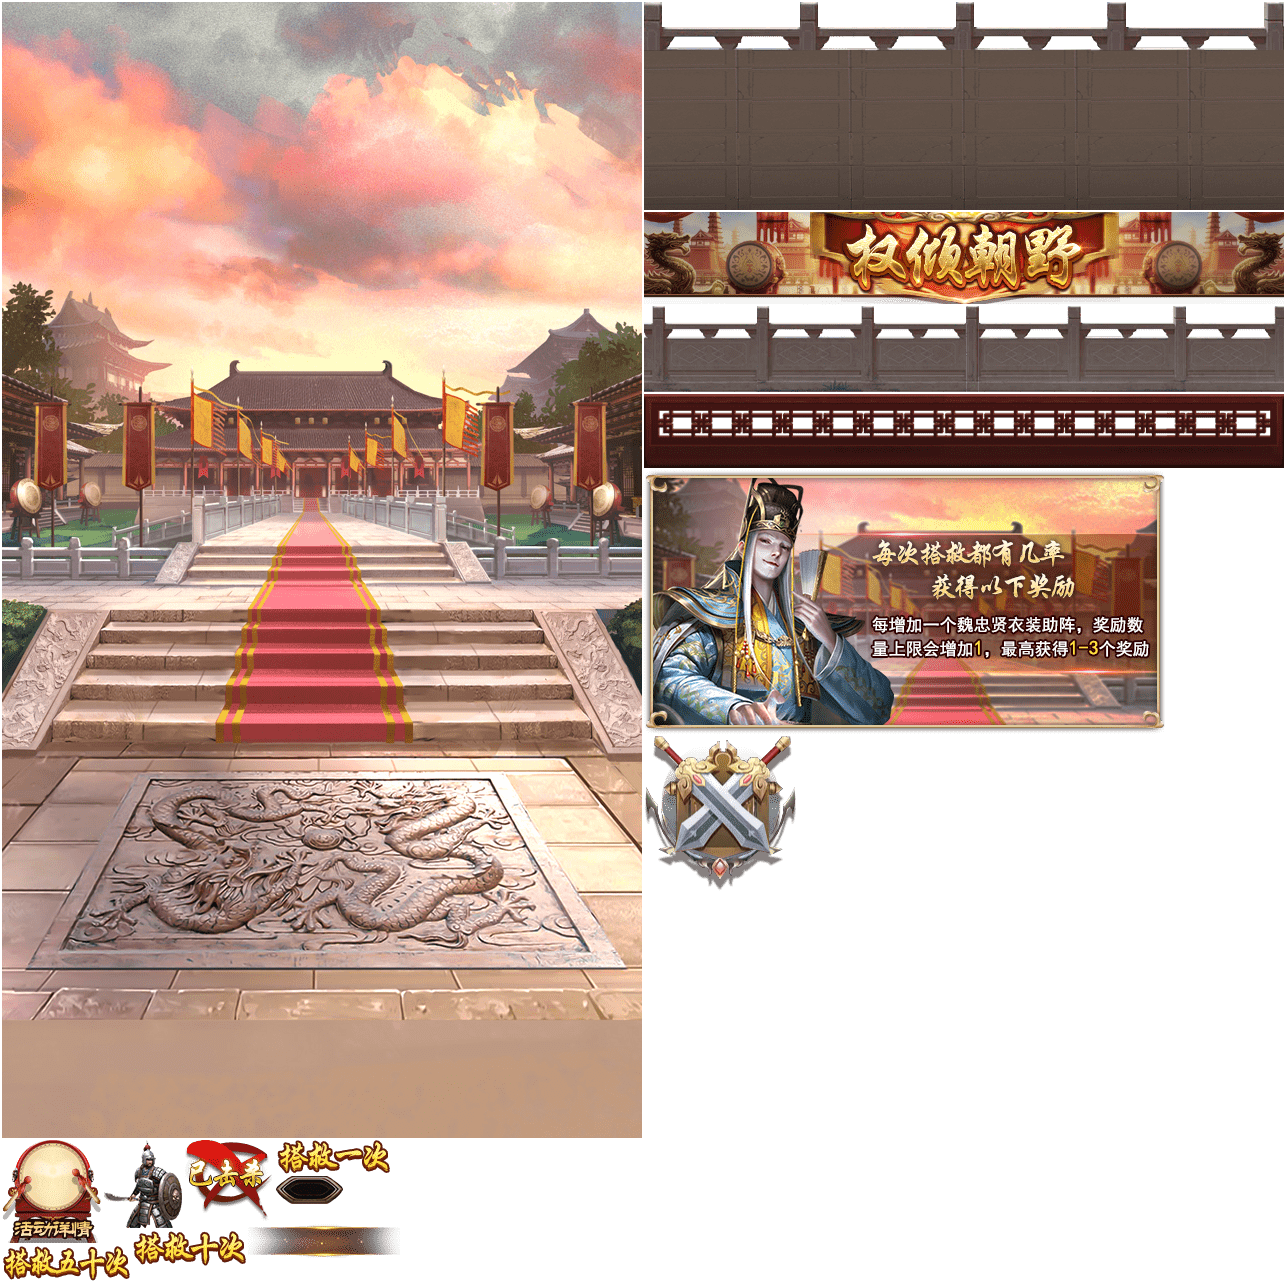 权倾朝野
每次搭救都有几率
获得以下奖励
每增加一个魏忠贤衣装助阵，奖励数
量上限会增加1，最高获得1-3个奖励
活动详情
已击杀
搭救一次
搭救五十次
搭救十次